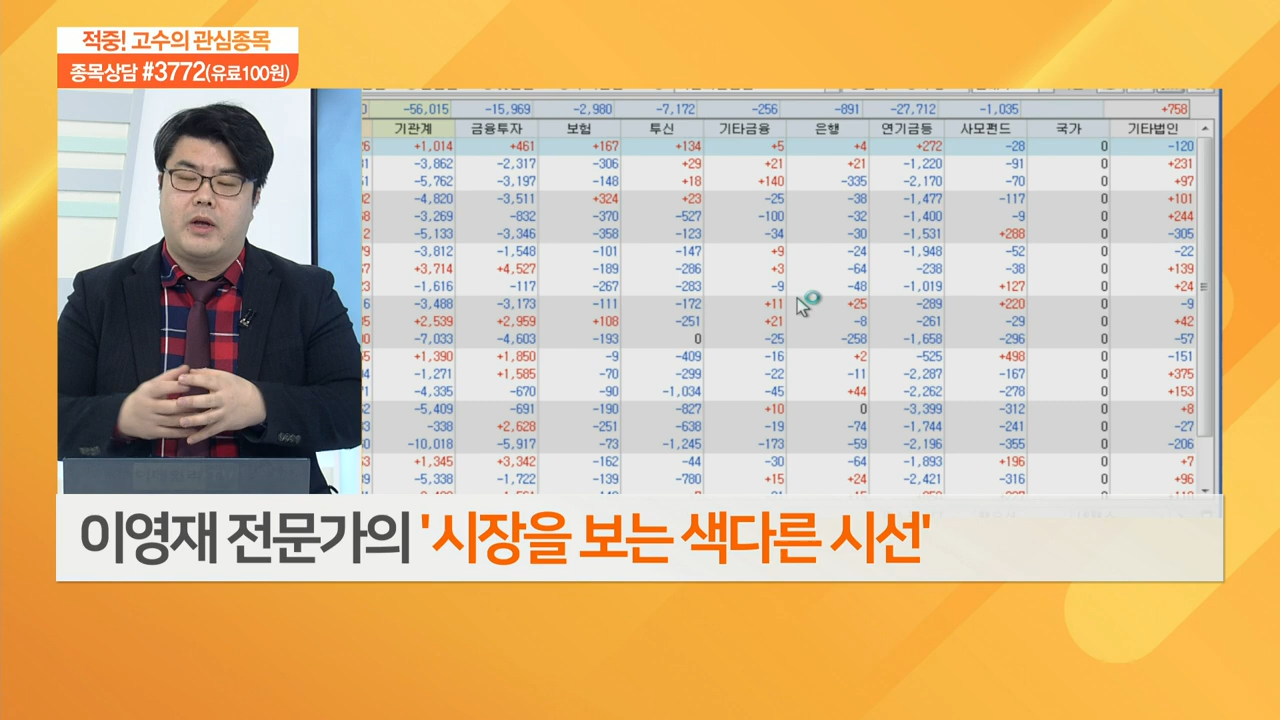 적중! 고수의 관심종목
종목상담 #3772(유료100원)
-56,015 -15,969 -2,980 -7,172 -256 -891 -27,712 -1,035 +758
기관계 금융투자 보험 투신 기타금융 은행 연기금등 사모펀드 국가 기타법인
+1,014 +461 +167 +134 +5 +4 +272 -28 0 -120
-3,862 -2,317 -306 +29 +21 +21 -1,220 -91 0 +231
-5,762 -3,197 -148 +18 +140 -335 -2,170 -70 0 +97
-4,820 -3,511 +324 +23 -25 -38 -1,477 -117 0 +101
-3,269 -832 -370 -527 -100 -32 -1,400 -9 0 +244
-5,133 -3,346 -358 -123 -34 -30 -1,531 +288 0 -305
-3,812 -1,548 -101 -147 +9 -24 -1,948 -52 0 -22
+3,714 +4,527 -189 -286 +3 -64 -238 -38 0 +139
-1,616 -117 -267 -283 -9 -48 -1,019 +127 0 +24
-3,488 -3,173 -111 -172 +11 +25 -289 +220 0 -9
+2,539 +2,959 +108 -251 +21 -8 -261 -29 0 +42
-7,033 -4,603 -193 0 -25 -258 -1,658 -296 0 -57
+1,390 +1,850 -9 -409 -16 +2 -525 +498 0 -151
-1,271 +1,585 -70 -299 -22 -11 -2,287 -167 0 +375
-4,335 -670 -90 -1,034 -45 +44 -2,262 -278 0 +153
-5,409 -691 -190 -827 +10 0 -3,399 -312 0 +8
-338 +2,628 -251 -638 -19 -74 -1,744 -241 0 -27
-10,018 -5,917 -73 -1,245 -173 -59 -2,196 -355 0 -206
+1,345 +3,342 -162 -44 -30 -64 -1,893 +196 0 +7
-5,338 -1,722 -139 -780 +15 +24 -2,421 -316 0 +96
이영재 전문가의 '시장을 보는 색다른 시선'